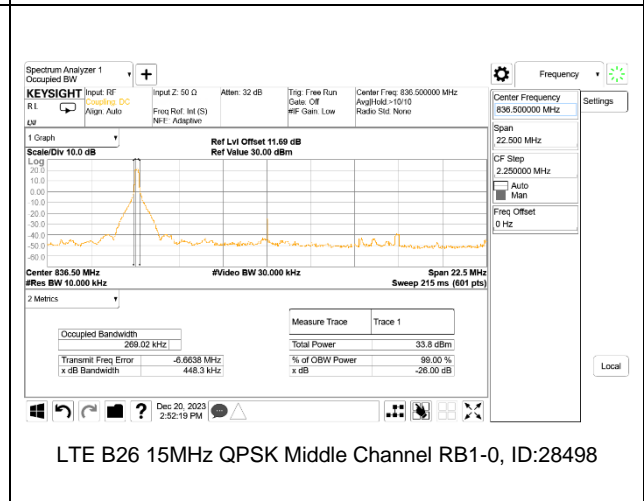 Spectrum Analyzer 1
Occupied BW
+
Frequency
KEYSIGHT
RL
Input: RF
Coupling: DC
Align: Auto
Input Z: 50 Ω
Freq Ref: Int (S)
NFE: Adaptive
Atten: 32 dB
Trig: Free Run
Gate: Off
#IF Gain: Low
Center Freq: 836.500000 MHz
Avg|Hold:>10/10
Radio Std: None
Center Frequency
836.500000 MHz
Settings
Span
22.500 MHz
CF Step
2.250000 MHz
Auto
Man
Freq Offset
0 Hz
Local
1 Graph
Ref Lvl Offset 11.69 dB
Scale/Div 10.0 dB
Ref Value 30.00 dBm
Log
20.0
10.0
0.00
-10.0
-20.0
-30.0
-40.0
-50.0
-60.0
Center 836.50 MHz
#Video BW 30.000 kHz
Span 22.5 MHz
#Res BW 10.000 kHz
Sweep 215 ms (601 pts)
2 Metrics
Measure Trace
Trace 1
Occupied Bandwidth
269.02 kHz
Total Power
33.8 dBm
Transmit Freq Error
-6.6638 MHz
% of OBW Power
99.00 %
x dB Bandwidth
448.3 kHz
x dB
-26.00 dB
?
Dec 20, 2023
2:52:19 PM
LTE B26 15MHz QPSK Middle Channel RB1-0, ID:28498